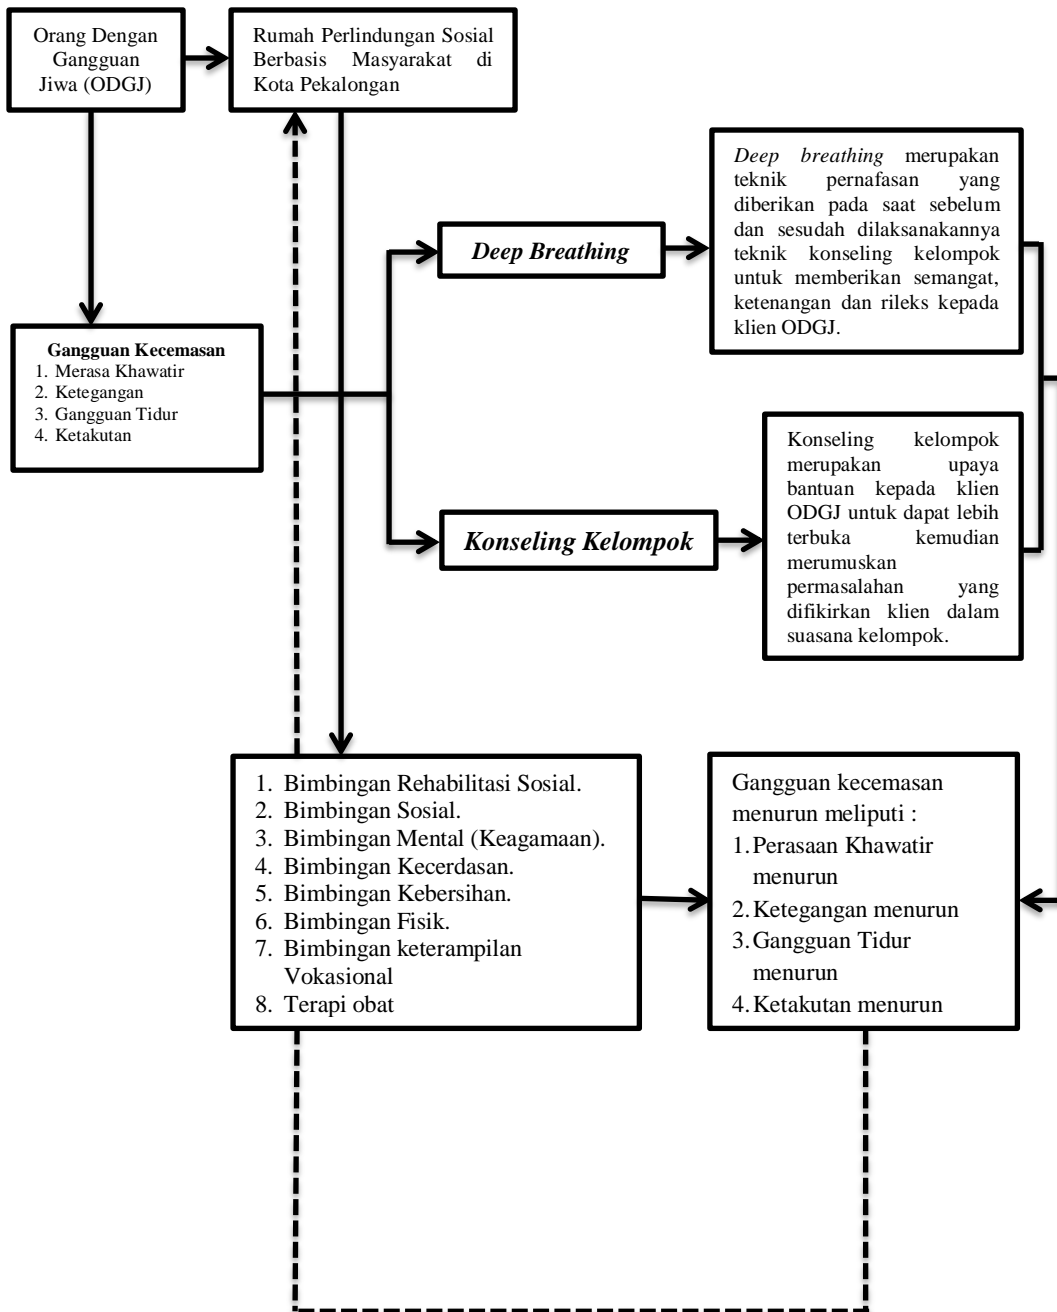 Orang Dengan
Gangguan
Jiwa (ODGJ)
Rumah Perlindungan Sosial
Berbasis Masyarakat di
Kota Pekalongan
Deep breathing merupakan
teknik pernafasan yang
diberikan pada saat sebelum
dan sesudah dilaksanakannya
teknik konseling kelompok
untuk memberikan semangat,
ketenangan dan rileks kepada
klien ODGJ.
Deep Breathing
Gangguan Kecemasan
1. Merasa Khawatir
2. Ketegangan
3. Gangguan Tidur
4. Ketakutan
Konseling kelompok
merupakan upaya
bantuan kepada klien
ODGJ untuk dapat lebih
terbuka kemudian
merumuskan
permasalahan yang
difikirkan klien dalam
suasana kelompok.
Konseling Kelompok
1. Bimbingan Rehabilitasi Sosial.
2. Bimbingan Sosial.
3. Bimbingan Mental (Keagamaan).
4. Bimbingan Kecerdasan.
5. Bimbingan Kebersihan.
6. Bimbingan Fisik.
7. Bimbingan keterampilan
Vokasional
8. Terapi obat
Gangguan kecemasan
menurun meliputi :
1. Perasaan Khawatir
menurun
2. Ketegangan menurun
3. Gangguan Tidur
menurun
4. Ketakutan menurun